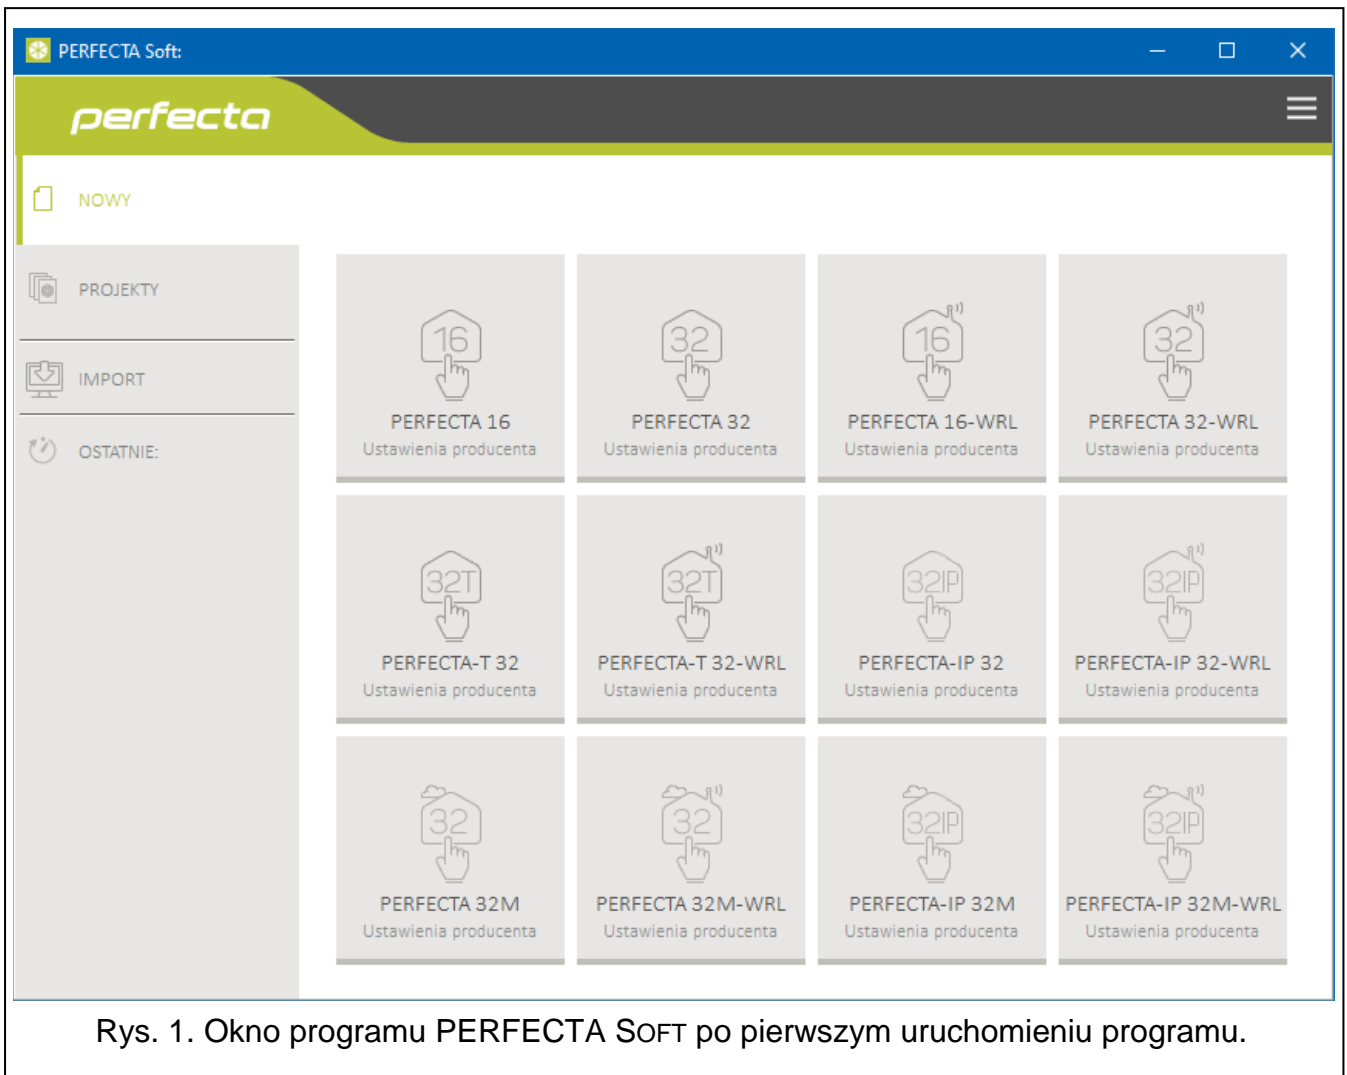 PERFECTA Soft:
perfecta
NOWY
PROJEKTY
IMPORT
OSTATNIE:
16
32
16
32
PERFECTA 16
PERFECTA 32
PERFECTA 16-WRL
PERFECTA 32-WRL
Ustawienia producenta
Ustawienia producenta
Ustawienia producenta
Ustawienia producenta
32T
32T
32IP
32IP
PERFECTA-T 32
PERFECTA-T 32-WRL
PERFECTA-IP 32
PERFECTA-IP 32-WRL
Ustawienia producenta
Ustawienia producenta
Ustawienia producenta
Ustawienia producenta
32
32
32IP
32IP
PERFECTA 32M
PERFECTA 32M-WRL
PERFECTA-IP 32M
PERFECTA-IP 32M-WRL
Ustawienia producenta
Ustawienia producenta
Ustawienia producenta
Ustawienia producenta
Rys. 1. Okno programu PERFECTA SOFT po pierwszym uruchomieniu programu.